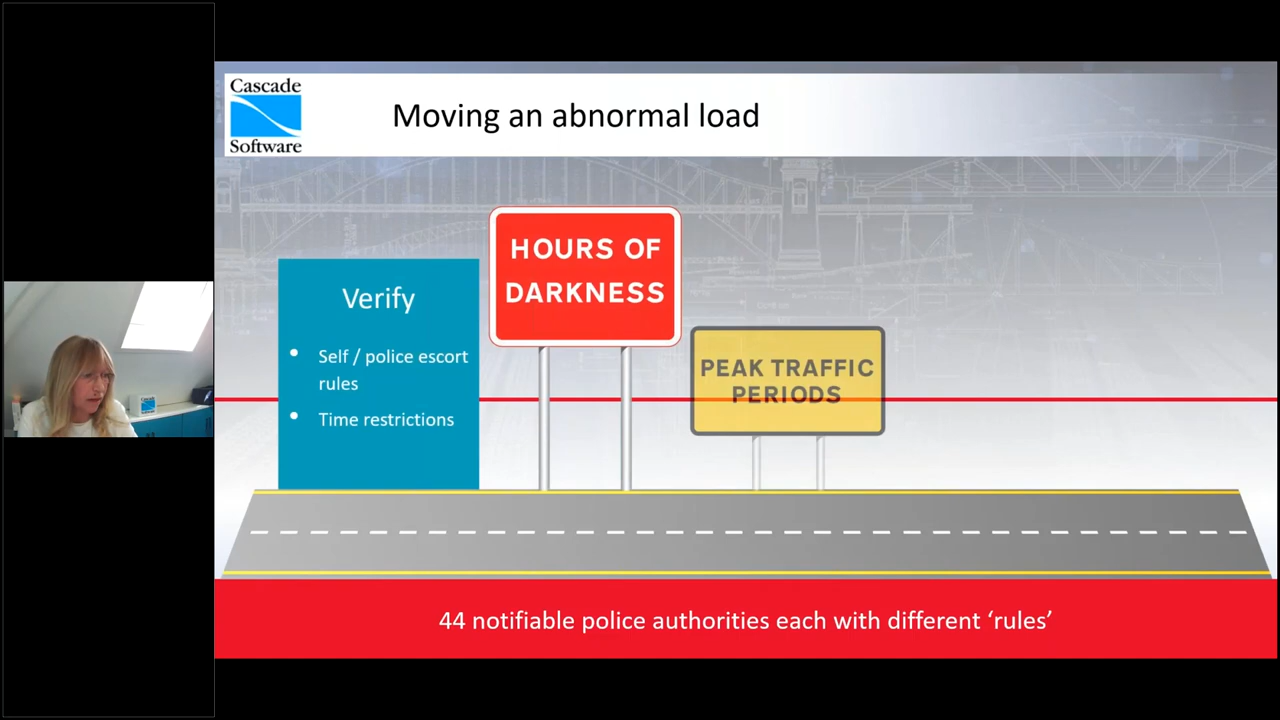 Cascade
Software
Moving an abnormal load
Verify
• Self / police escort
rules
• Time restrictions
HOURS OF
DARKNESS
PEAK TRAFFIC
PERIODS
44 notifiable police authorities each with different ‘rules’